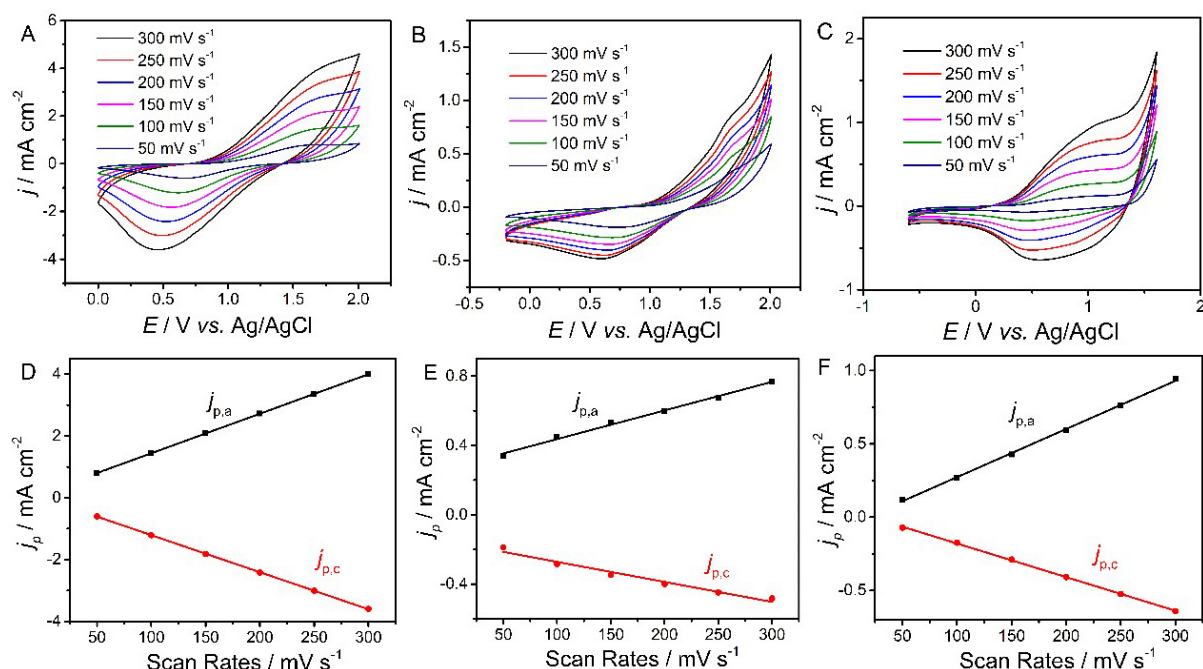 A
300 mV s⁻¹
250 mV s⁻¹
200 mV s⁻¹
150 mV s⁻¹
100 mV s⁻¹
50 mV s⁻¹
6
4
2
0
-2
-4
j / mA cm⁻²
0.0 0.5 1.0 1.5 2.0
E / V vs. Ag/AgCl
B
300 mV s⁻¹
250 mV s⁻¹
200 mV s⁻¹
150 mV s⁻¹
100 mV s⁻¹
50 mV s⁻¹
1.5
1.0
0.5
0.0
-0.5
j / mA cm⁻²
-0.5 0.0 0.5 1.0 1.5 2.0
E / V vs. Ag/AgCl
C
300 mV s⁻¹
250 mV s⁻¹
200 mV s⁻¹
150 mV s⁻¹
100 mV s⁻¹
50 mV s⁻¹
2
1
0
-1
j / mA cm⁻²
-1 0 1 2
E / V vs. Ag/AgCl
D
4
2
0
-2
-4
jp / mA cm⁻²
jp,a
jp,c
50 100 150 200 250 300
Scan Rates / mV s⁻¹
E
0.8
0.4
0.0
-0.4
jp / mA cm⁻²
jp,a
jp,c
50 100 150 200 250 300
Scan Rates / mV s⁻¹
F
1.0
0.5
0.0
-0.5
jp / mA cm⁻²
jp,a
jp,c
50 100 150 200 250 300
Scan Rates / mV s⁻¹